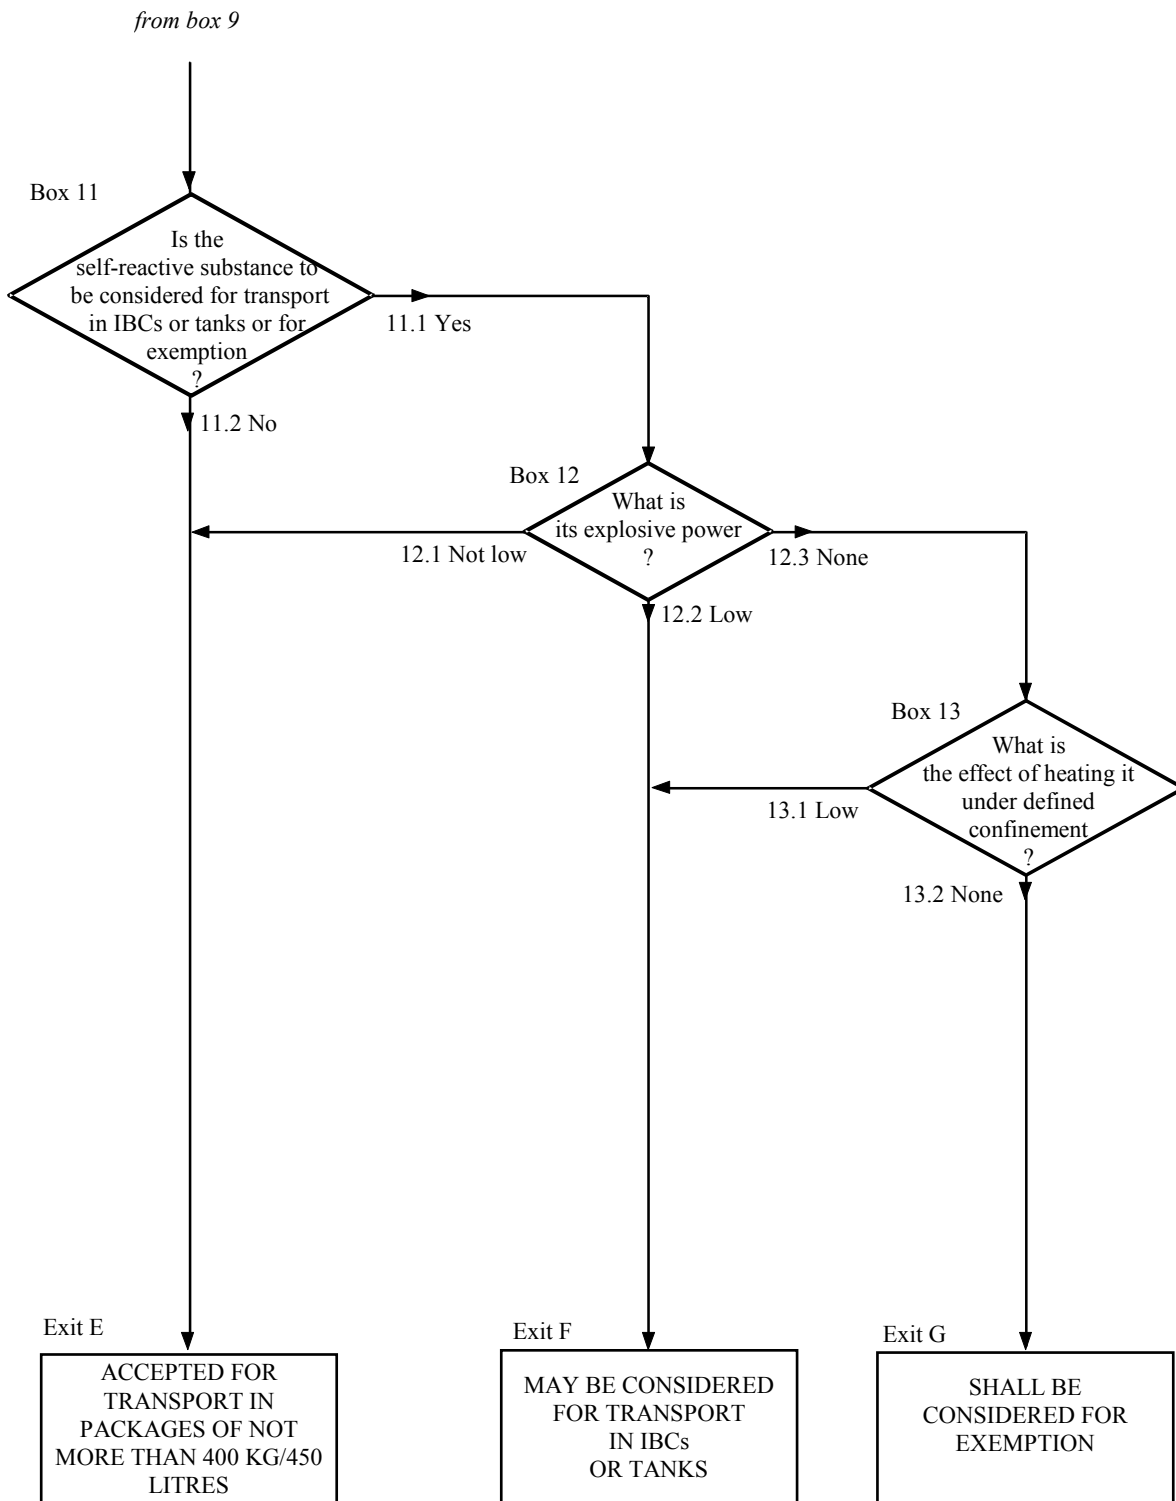 from box 9
Box 11
Is the
self-reactive substance to
be considered for transport
in IBCs or tanks or for
exemption
?
11.1 Yes
11.2 No
Box 12
What is
its explosive power
?
12.1 Not low
12.3 None
12.2 Low
Box 13
What is
the effect of heating it
under defined
confinement
?
13.1 Low
13.2 None
Exit E
ACCEPTED FOR
TRANSPORT IN
PACKAGES OF NOT
MORE THAN 400 KG/450
LITRES
Exit F
MAY BE CONSIDERED
FOR TRANSPORT
IN IBCs
OR TANKS
Exit G
SHALL BE
CONSIDERED FOR
EXEMPTION